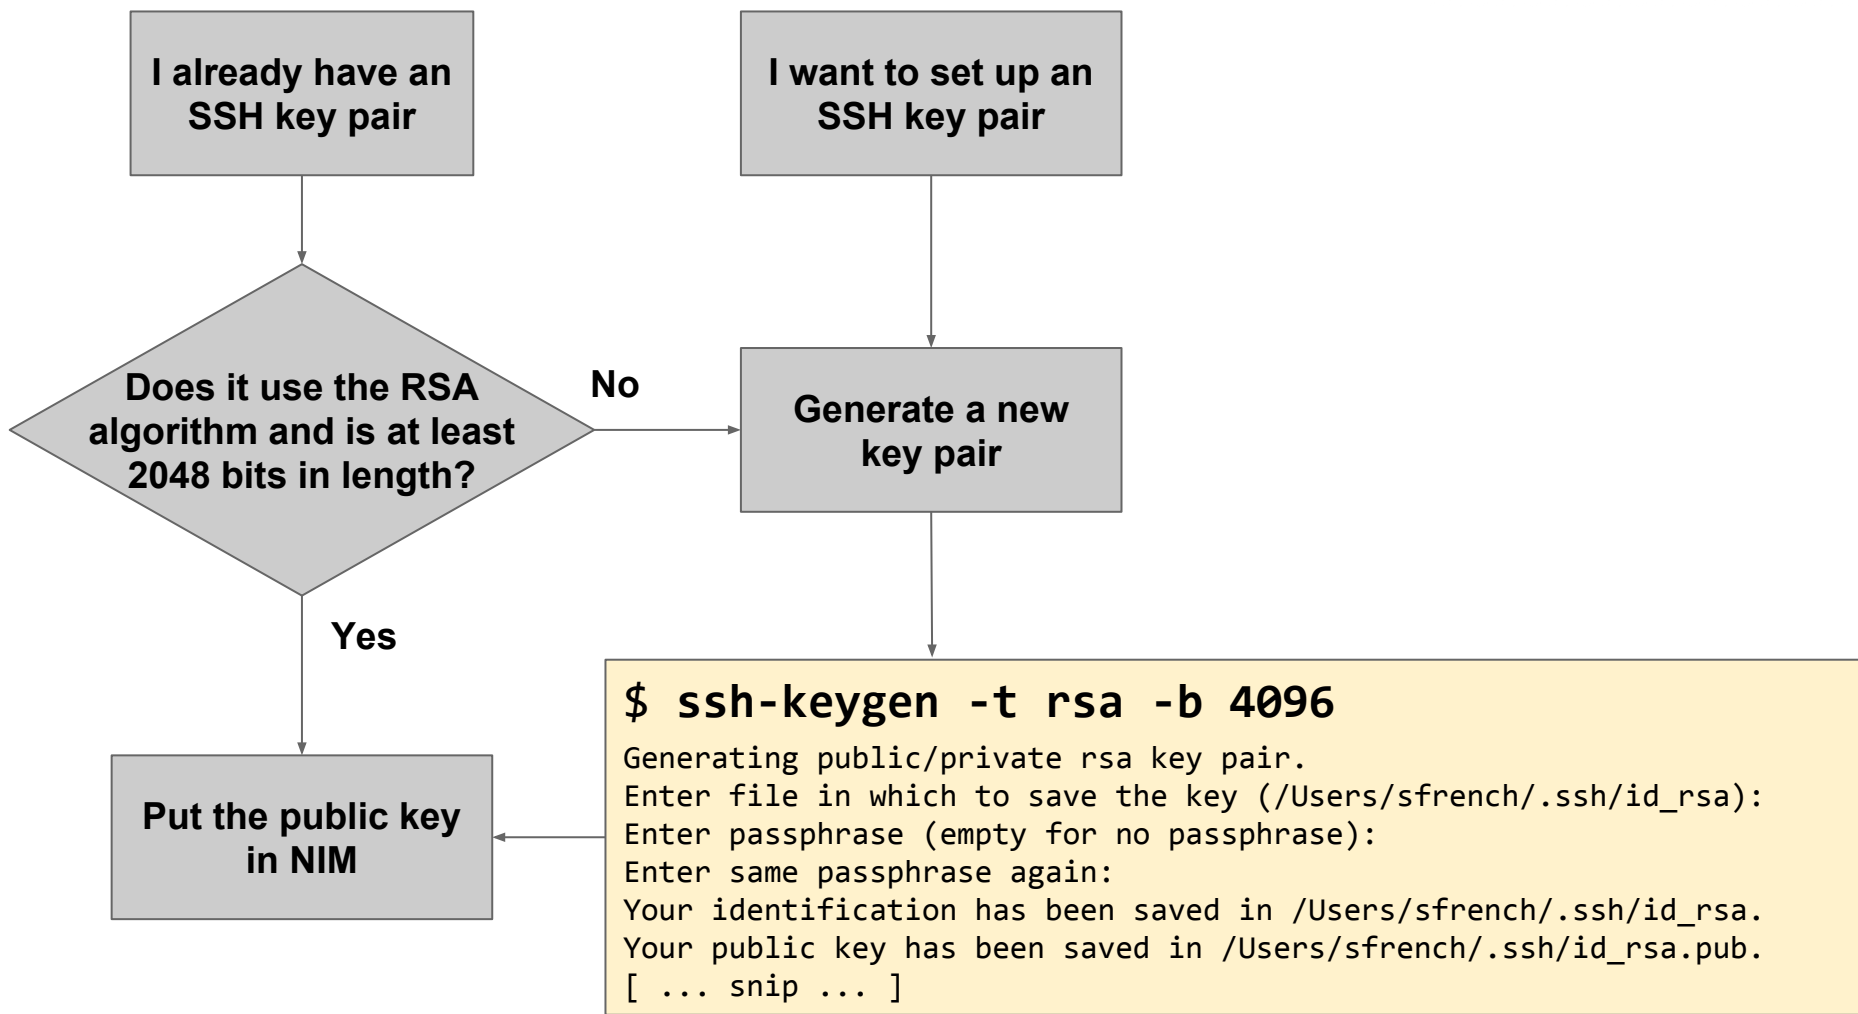 I already have an
SSH key pair
I want to set up an
SSH key pair
Does it use the RSA
algorithm and is at least
2048 bits in length?
No
Generate a new
key pair
Yes
$ ssh-keygen -t rsa -b 4096
Generating public/private rsa key pair.
Enter file in which to save the key (/Users/sfrench/.ssh/id_rsa):
Enter passphrase (empty for no passphrase):
Enter same passphrase again:
Your identification has been saved in /Users/sfrench/.ssh/id_rsa.
Your public key has been saved in /Users/sfrench/.ssh/id_rsa.pub.
[ ... snip ... ]
Put the public key
in NIM